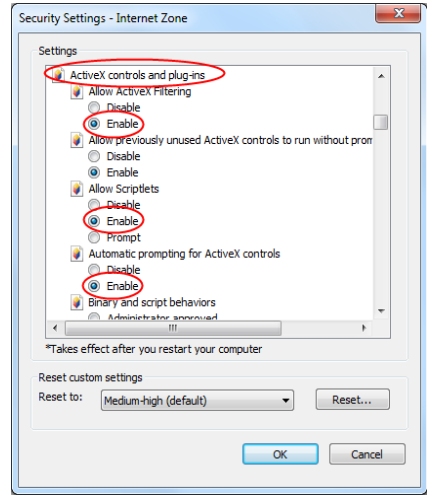 Security Settings - Internet Zone
Settings
ActiveX controls and plug-ins
Allow ActiveX Filtering
Disable
Enable
Allow previously unused ActiveX controls to run without prom
Disable
Enable
Allow Scriptlets
Disable
Enable
Prompt
Automatic prompting for ActiveX controls
Disable
Enable
Binary and script behaviors
Administrator approved
*Takes effect after you restart your computer
Reset custom settings
Reset to:
Medium-high (default)
Reset...
OK
Cancel